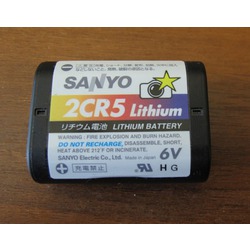 SANYO
2CR5 Lithium
リチウム電池 LITHIUM BATTERY
WARNING: FIRE, EXPLOSION AND BURN HAZARD.
DO NOT RECHARGE, DISASSEMBLE, SHORT,
HEAT ABOVE 212°F OR INCINERATE.
SANYO Electric Co., Ltd. Made in Japan
6V
充電禁止
HG